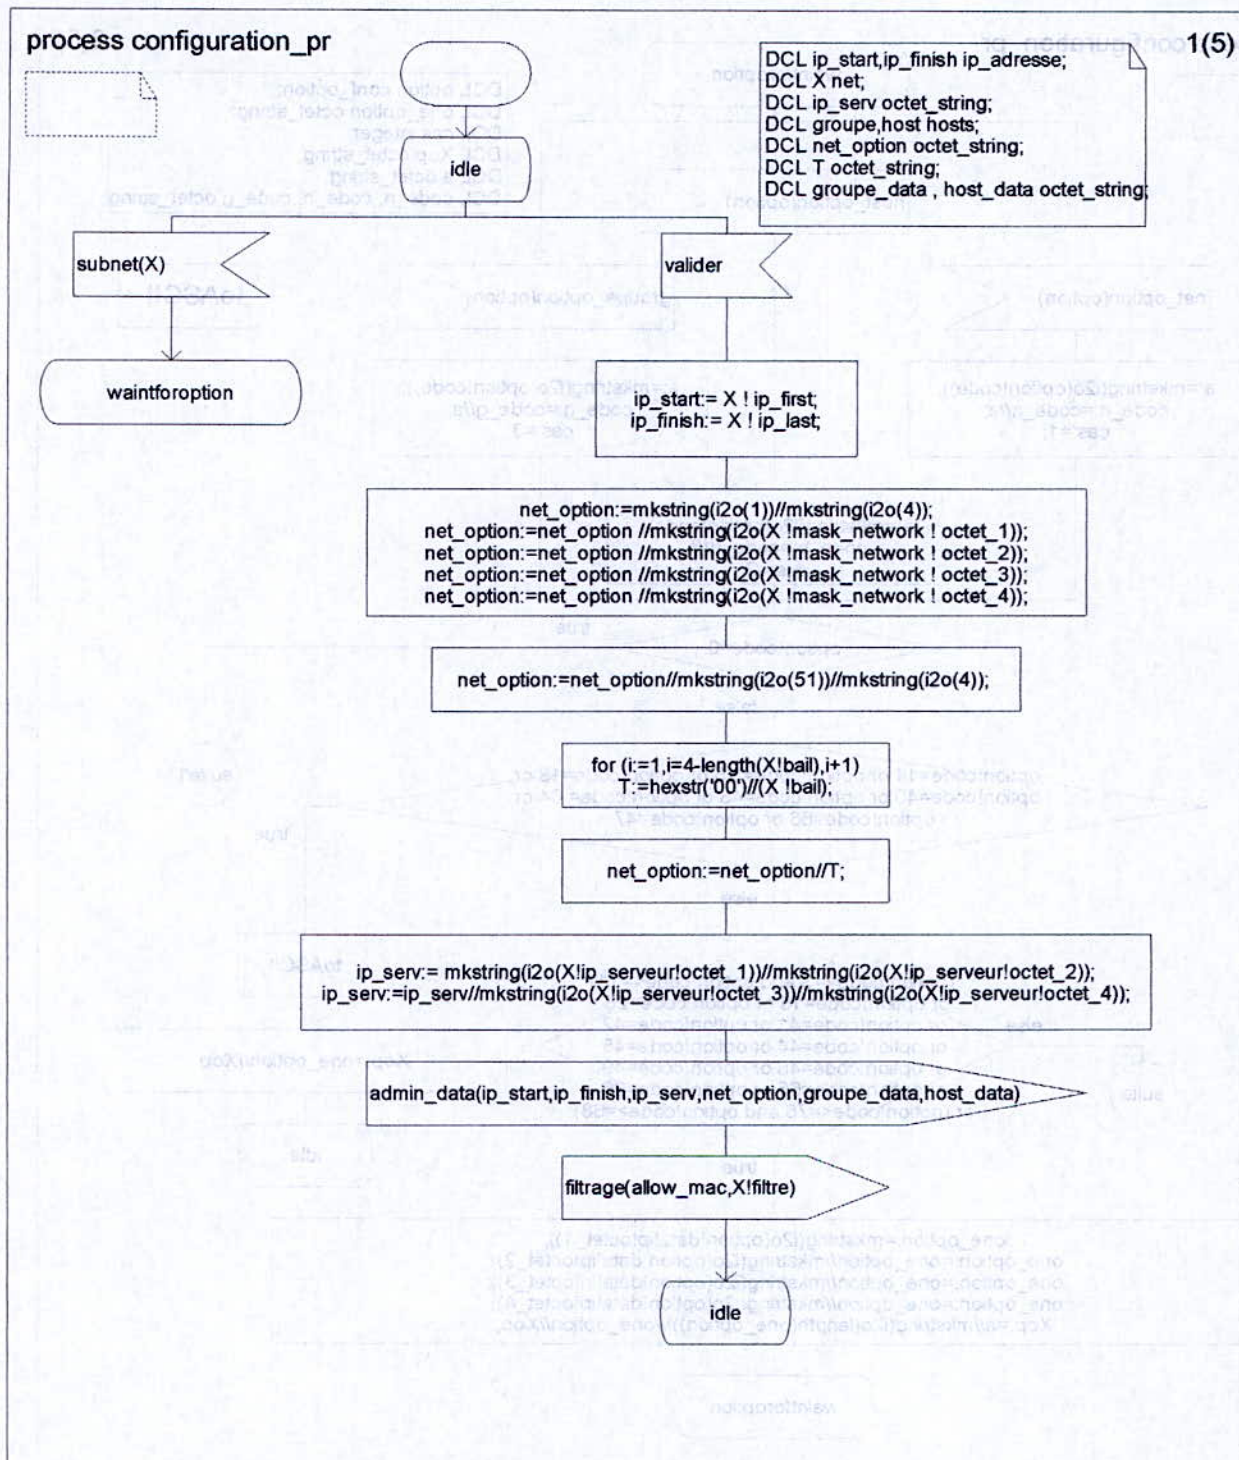 process configuration_pr
1(5)
DCL ip_start,ip_finish ip_adresse;
DCL X net;
DCL ip_serv octet_string;
DCL groupe,host hosts;
DCL net_option octet_string;
DCL T octet_string;
DCL groupe_data , host_data octet_string;
idle
subnet(X)
valider
waintforoption
ip_start:= X ! ip_first;
ip_finish:= X ! ip_last;
net_option:=mkstring(i2o(1))//mkstring(i2o(4));
net_option:=net_option //mkstring(i2o(X !mask_network ! octet_1));
net_option:=net_option //mkstring(i2o(X !mask_network ! octet_2));
net_option:=net_option //mkstring(i2o(X !mask_network ! octet_3));
net_option:=net_option //mkstring(i2o(X !mask_network ! octet_4));
net_option:=net_option//mkstring(i2o(51))//mkstring(i2o(4));
for (i:=1,i=4-length(X!bail),i+1)
T:=hexstr('00')//(X !bail);
net_option:=net_option//T;
ip_serv:= mkstring(i2o(X!ip_serveur!octet_1))//mkstring(i2o(X!ip_serveur!octet_2));
ip_serv:=ip_serv//mkstring(i2o(X!ip_serveur!octet_3))//mkstring(i2o(X!ip_serveur!octet_4));
admin_data(ip_start,ip_finish,ip_serv,net_option,groupe_data,host_data)
filtrage(allow_mac,X!filtre)
idle